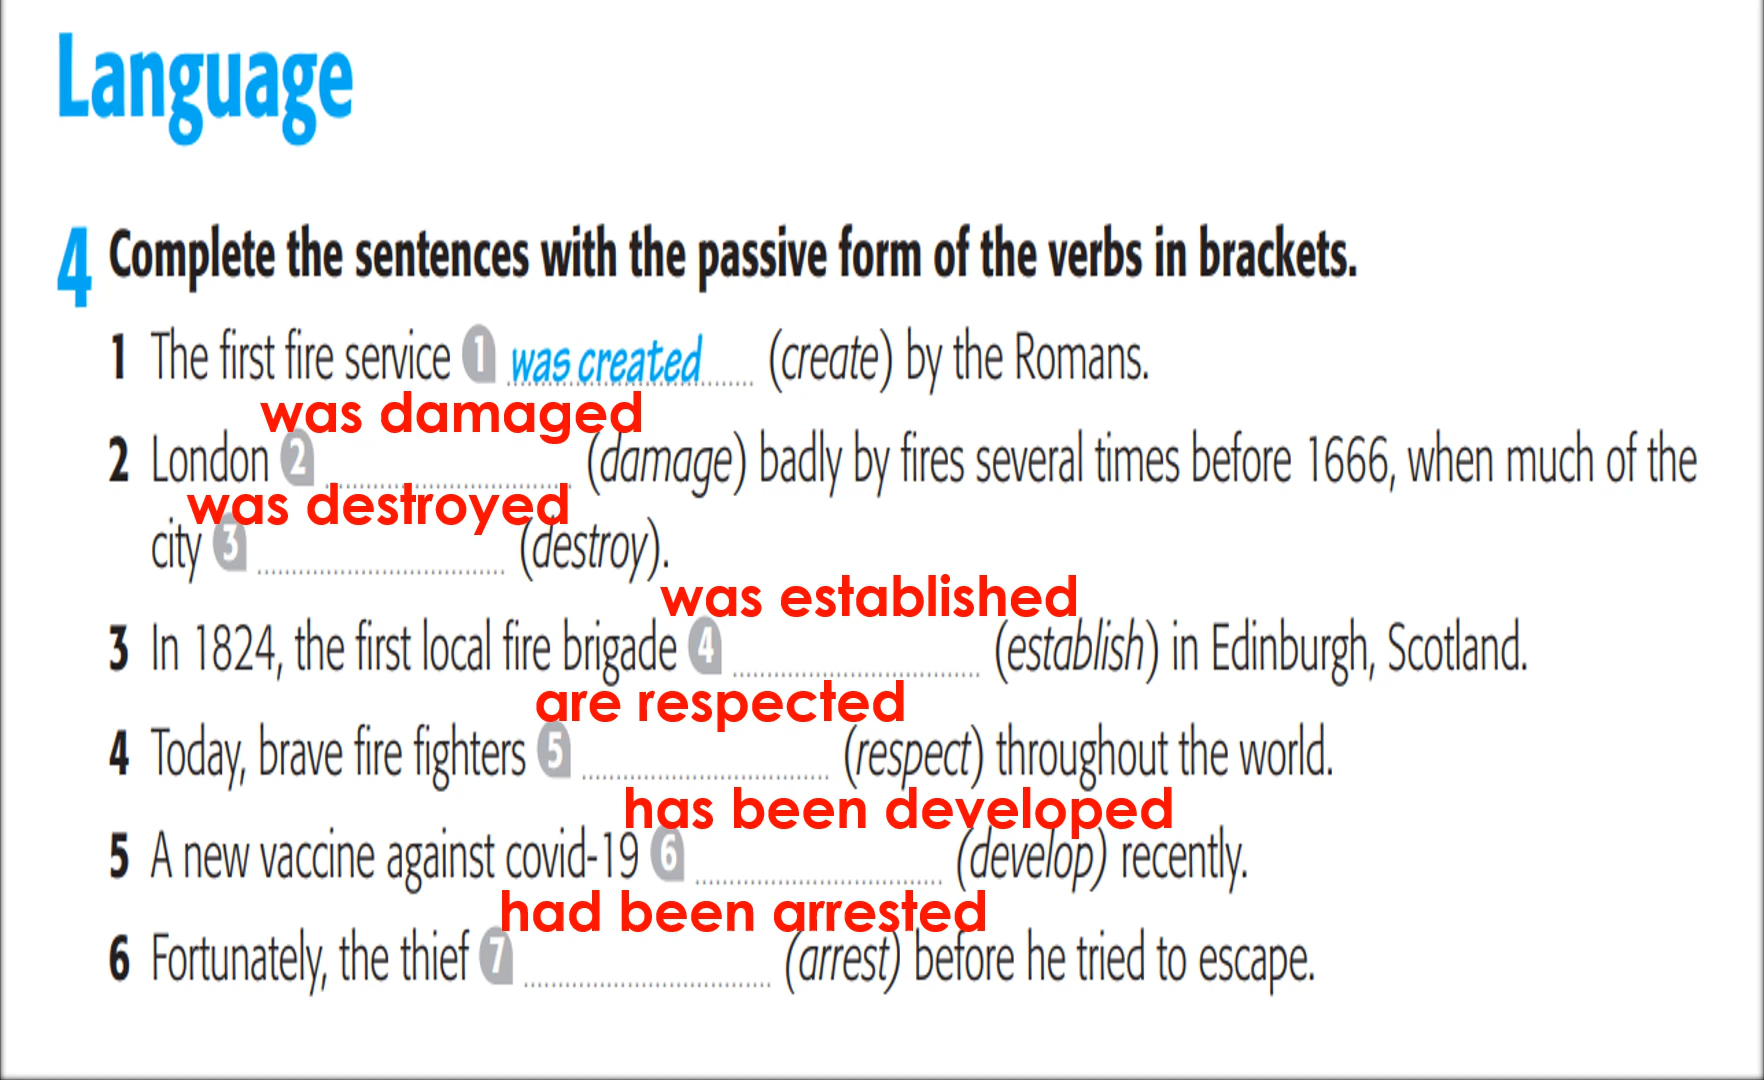 Language
4 Complete the sentences with the passive form of the verbs in brackets.
1 The first fire service 1 was created (create) by the Romans.
was damaged
2 London 2 (damage) badly by fires several times before 1666, when much of the
was destroyed
city 3 (destroy).
was established
3 In 1824, the first local fire brigade 4 (establish) in Edinburgh, Scotland.
are respected
4 Today, brave fire fighters 5 (respect) throughout the world.
has been developed
5 A new vaccine against covid-19 6 (develop) recently.
had been arrested
6 Fortunately, the thief 7 (arrest) before he tried to escape.